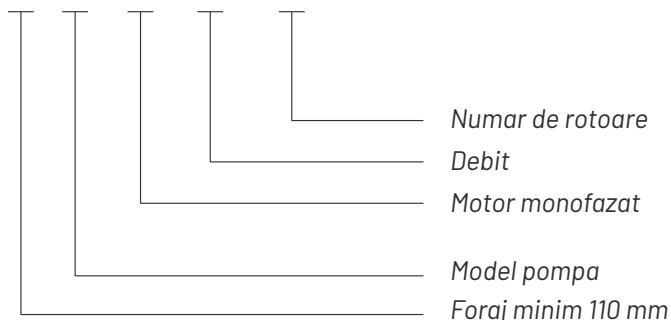 Numar de rotoare
Debit
Motor monofazat
Model pompa
Foraj minim 110 mm